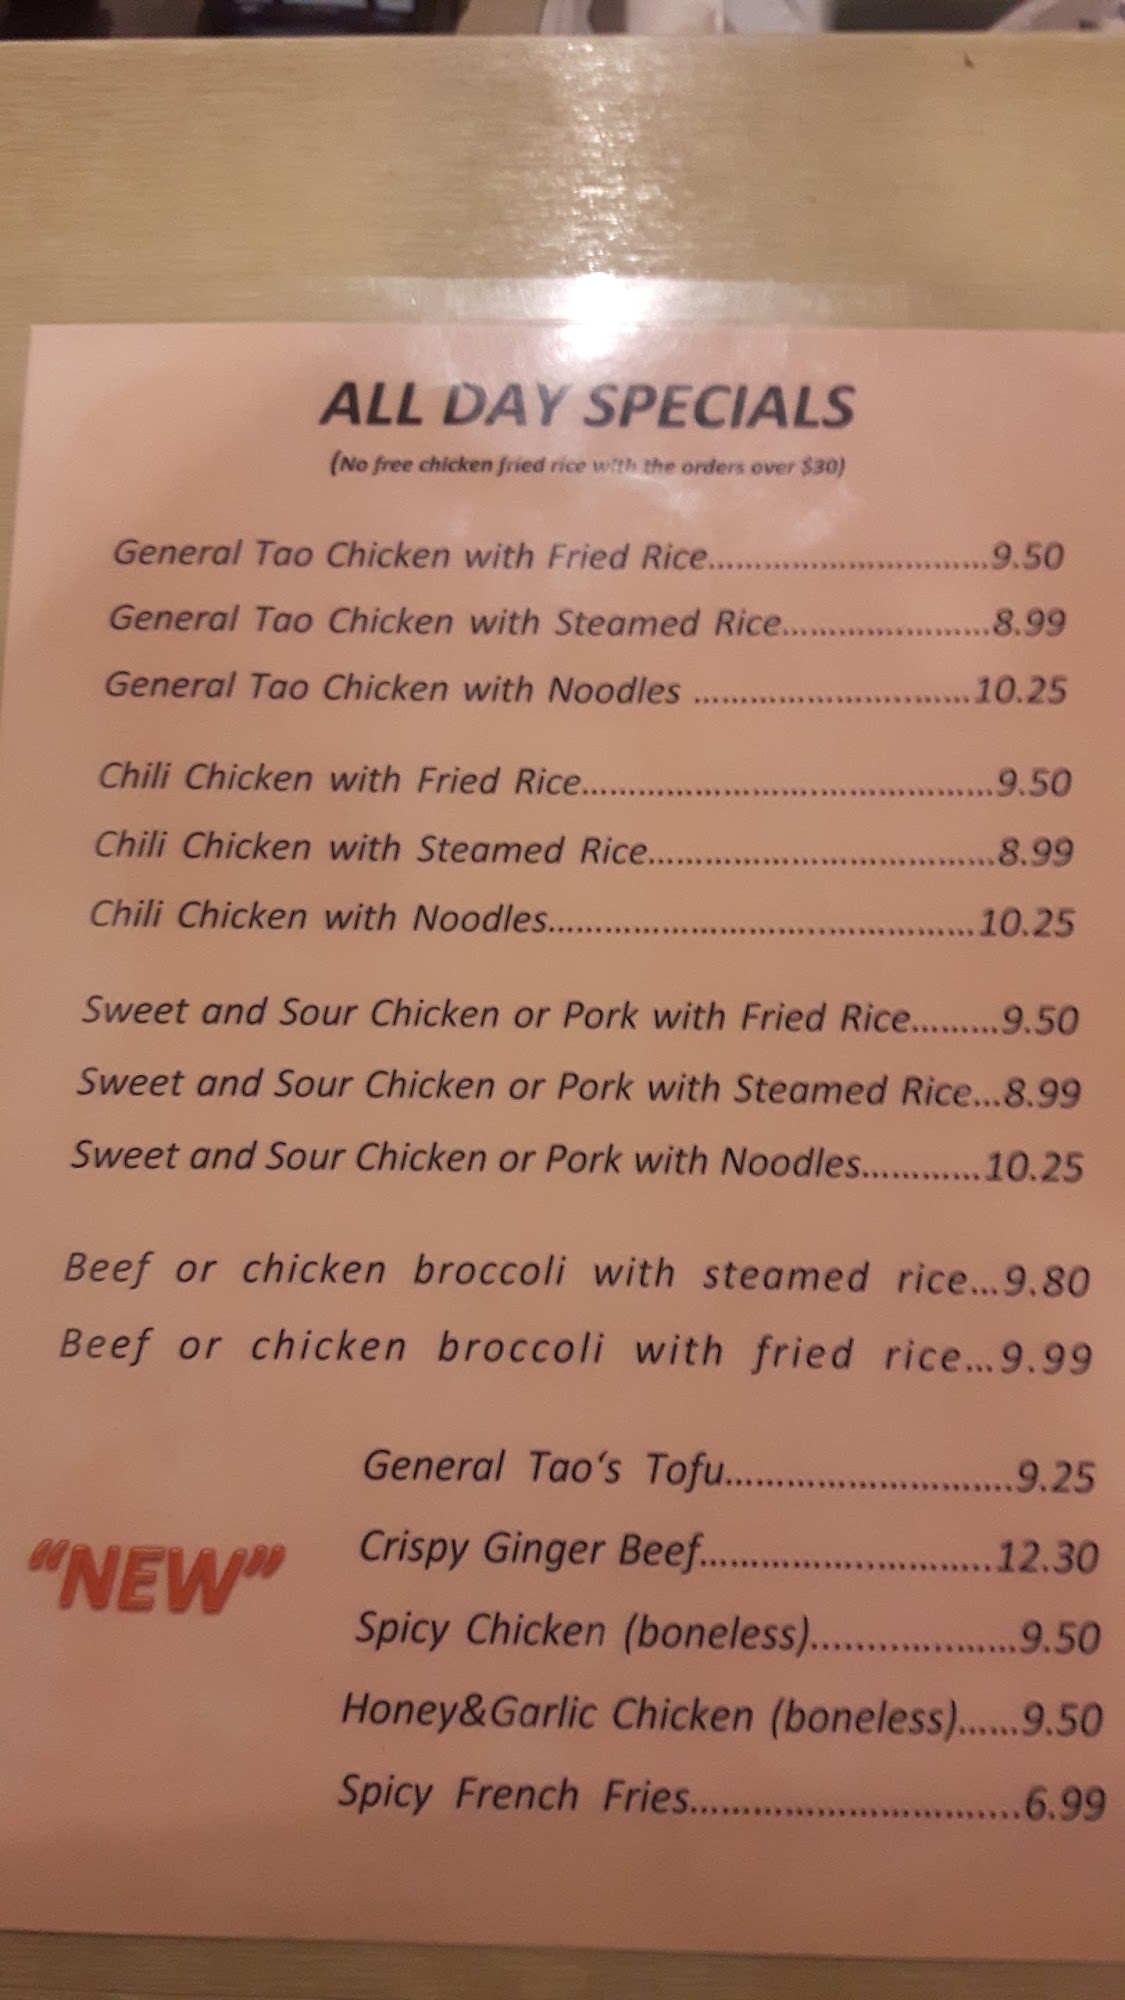 ALL DAY SPECIALS
(No free chicken fried rice with the orders over $30)
General Tao Chicken with Fried Rice..............................9.50
General Tao Chicken with Steamed Rice......................8.99
General Tao Chicken with Noodles .............................10.25
Chili Chicken with Fried Rice...........................................9.50
Chili Chicken with Steamed Rice....................................8.99
Chili Chicken with Noodles............................................10.25
Sweet and Sour Chicken or Pork with Fried Rice.........9.50
Sweet and Sour Chicken or Pork with Steamed Rice...8.99
Sweet and Sour Chicken or Pork with Noodles............10.25
Beef or chicken broccoli with steamed rice...9.80
Beef or chicken broccoli with fried rice...9.99
General Tao‘s Tofu............................9.25
Crispy Ginger Beef............................12.30
“NEW”
Spicy Chicken (boneless)....................9.50
Honey&Garlic Chicken (boneless)......9.50
Spicy French Fries................................6.99